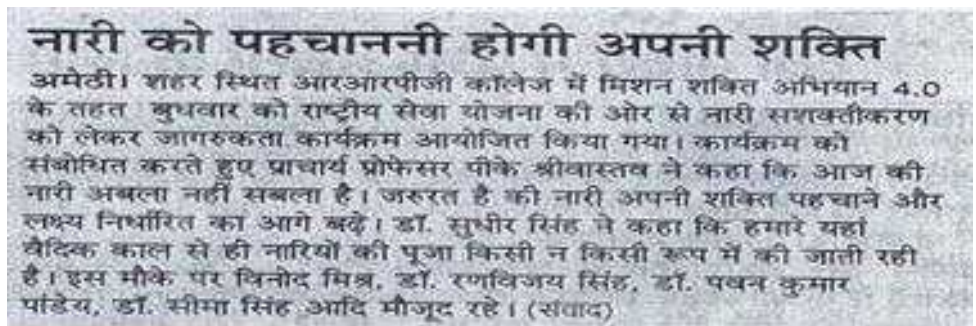 नारी को पहचाननी होगी अपनी शक्ति
अमेठी। शहर स्थित आरआरपीजी कॉलेज में मिशन शक्ति अभियान 4.0
के तहत बुधवार को राष्ट्रीय सेवा योजना की ओर से नारी सशक्तीकरण
को लेकर जागरुकता कार्यक्रम आयोजित किया गया। कार्यक्रम को
संबोधित करते हुए प्राचार्य प्रोफेसर पीके श्रीवास्तव ने कहा कि आज की
नारी अबला नहीं सबला है। जरुरत है की नारी अपनी शक्ति पहचाने और
लक्ष्य निर्धारित का आगे बढ़े। डॉ. सुधीर सिंह ने कहा कि हमारे यहां
वैदिक काल से ही नारियों की पूजा किसी न किसी रूप में की जाती रही
है। इस मौके पर विनोद मिश्र, डॉ. रणविजय सिंह, डॉ. पवन कुमार
पांडेय, डॉ. सीमा सिंह आदि मौजूद रहे। (संवाद)